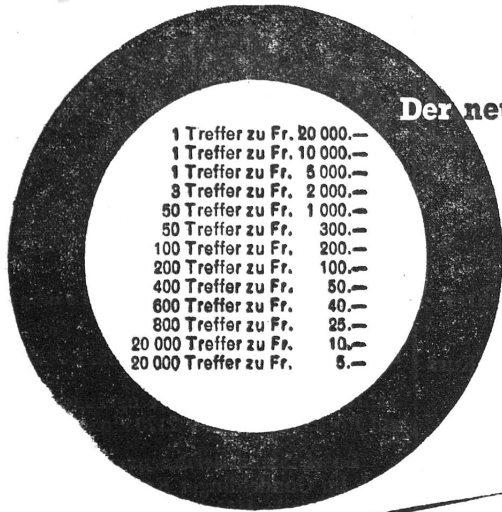 Der neu
1 Treffer zu Fr. 20 000.—
1 Treffer zu Fr. 10 000.—
1 Treffer zu Fr. 5 000.—
3 Treffer zu Fr. 2 000.—
50 Treffer zu Fr. 1 000.—
50 Treffer zu Fr. 300.—
100 Treffer zu Fr. 200.—
200 Treffer zu Fr. 100.—
400 Treffer zu Fr. 50.—
600 Treffer zu Fr. 40.—
800 Treffer zu Fr. 25.—
20 000 Treffer zu Fr. 10.—
20 000 Treffer zu Fr. 5.—